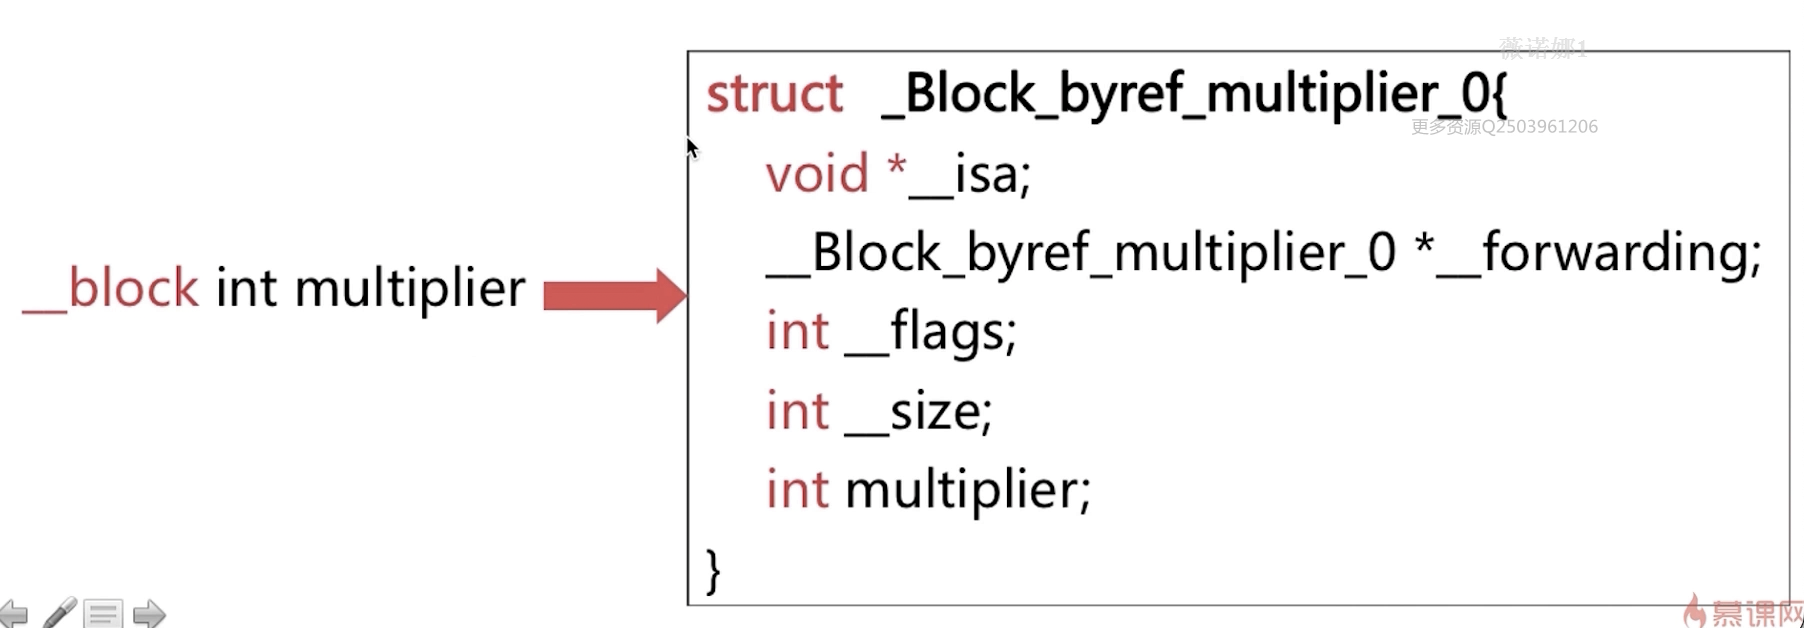 薇诺娜1
struct _Block_byref_multiplier_0{
更多资源Q2503961206
void *__isa;
__Block_byref_multiplier_0 *__forwarding;
__block int multiplier
int __flags;
int __size;
int multiplier;
}
慕课网